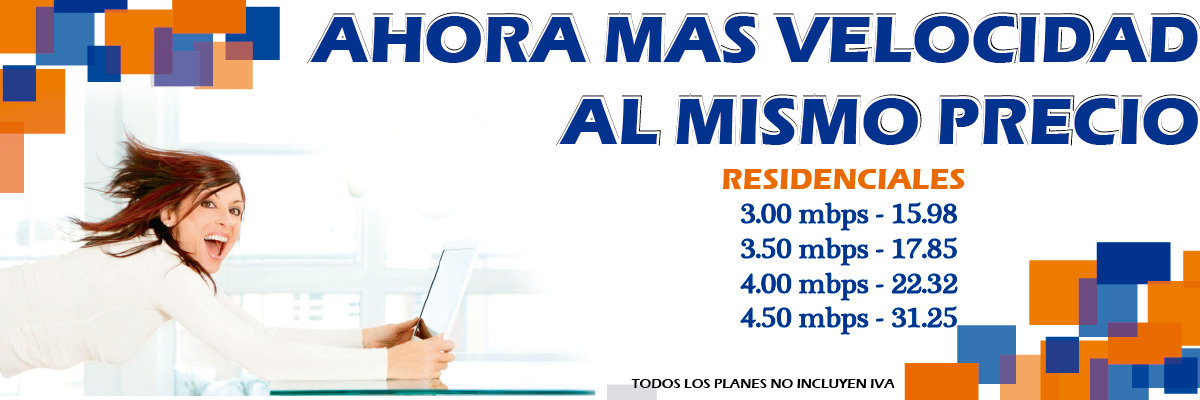 AHORA MAS VELOCIDAD
AL MISMO PRECIO
RESIDENCIALES
3.00 mbps - 15.98
3.50 mbps - 17.85
4.00 mbps - 22.32
4.50 mbps - 31.25
TODOS LOS PLANES NO INCLUYEN IVA